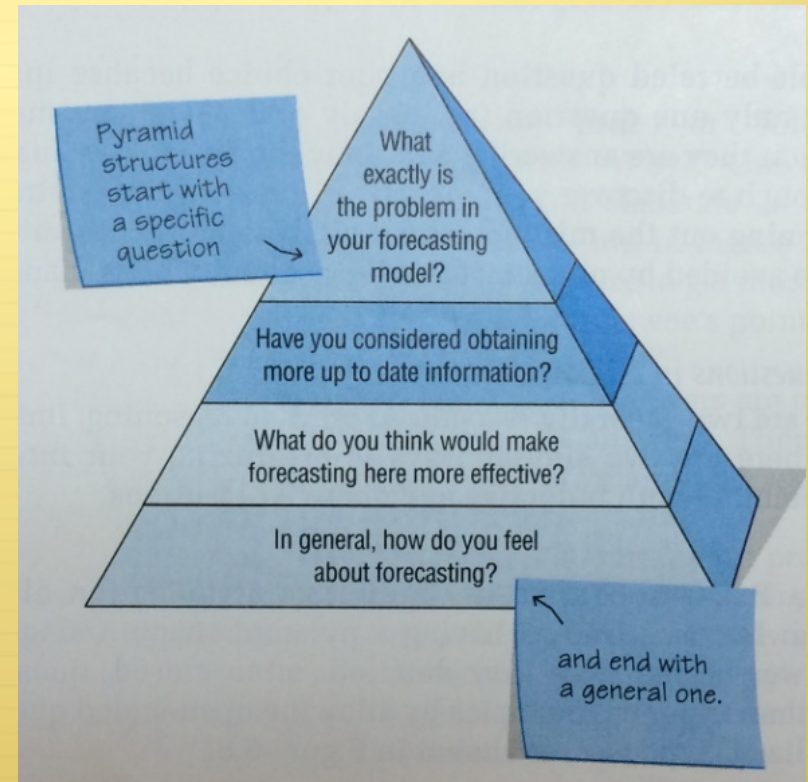 Pyramid
structures
start with
a specific
question
What
exactly is
the problem in
your forecasting
model?
Have you considered obtaining
more up to date information?
What do you think would make
forecasting here more effective?
In general, how do you feel
about forecasting?
and end with
a general one.